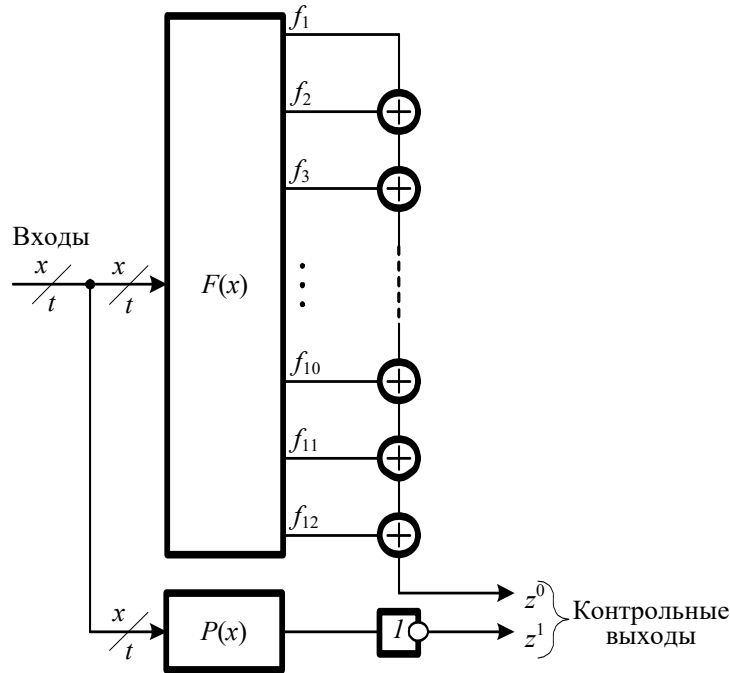 f₁
f₂
f₃
Входы
x
t
x
t
F(x)
f₁₀
f₁₁
f₁₂
x
t
P(x)
1
z⁰
z¹
Контрольные
выходы